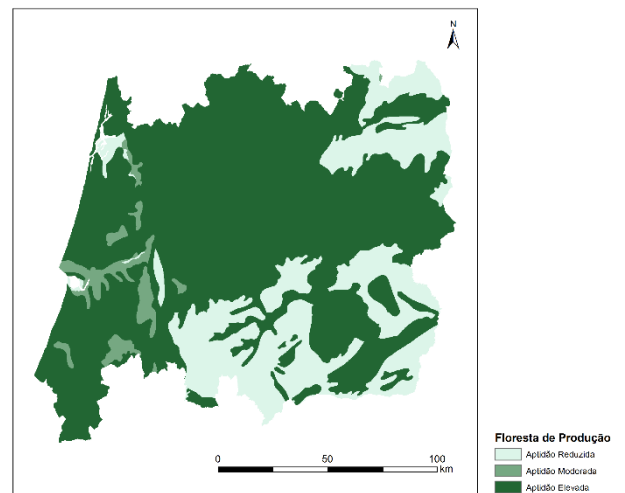 N
0 50 100
km
Floresta de Produção
Aptidão Reduzida
Aptidão Moderada
Aptidão Elevada